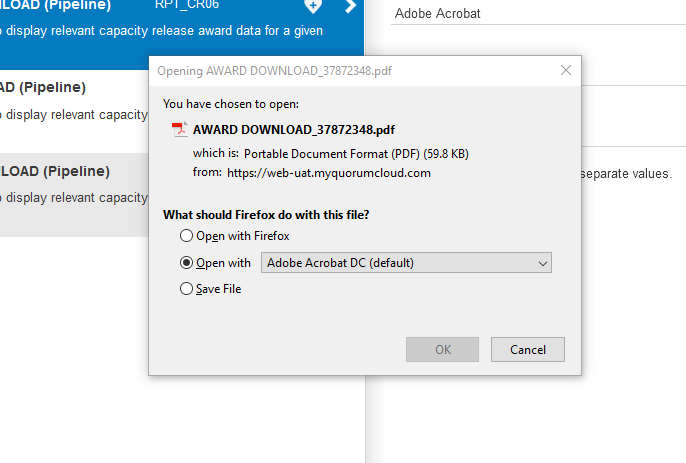 NLOAD (Pipeline) RPT_CR06
o display relevant capacity release award data for a given
Adobe Acrobat
AD (Pipeline)
o display relevant capacity
NLOAD (Pipeline)
o display relevant capacity
separate values.
Opening AWARD DOWNLOAD_37872348.pdf
You have chosen to open:
AWARD DOWNLOAD_37872348.pdf
which is: Portable Document Format (PDF) (59.8 KB)
from: https://web-uat.myquorumcloud.com
What should Firefox do with this file?
Open with Firefox
Open with Adobe Acrobat DC (default)
Save File
OK Cancel